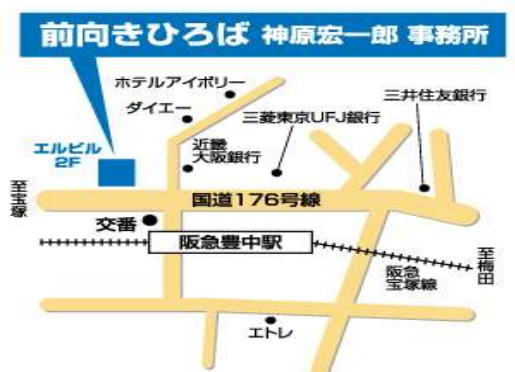 前向きひろば 神原宏一郎 事務所
ホテルアイボリー
ダイエー
三井住友銀行
三菱東京UFJ銀行
エルビル
2F
近畿
大阪銀行
至宝塚
国道176号線
交番
阪急豊中駅
至梅田
阪急
宝塚線
エトレ